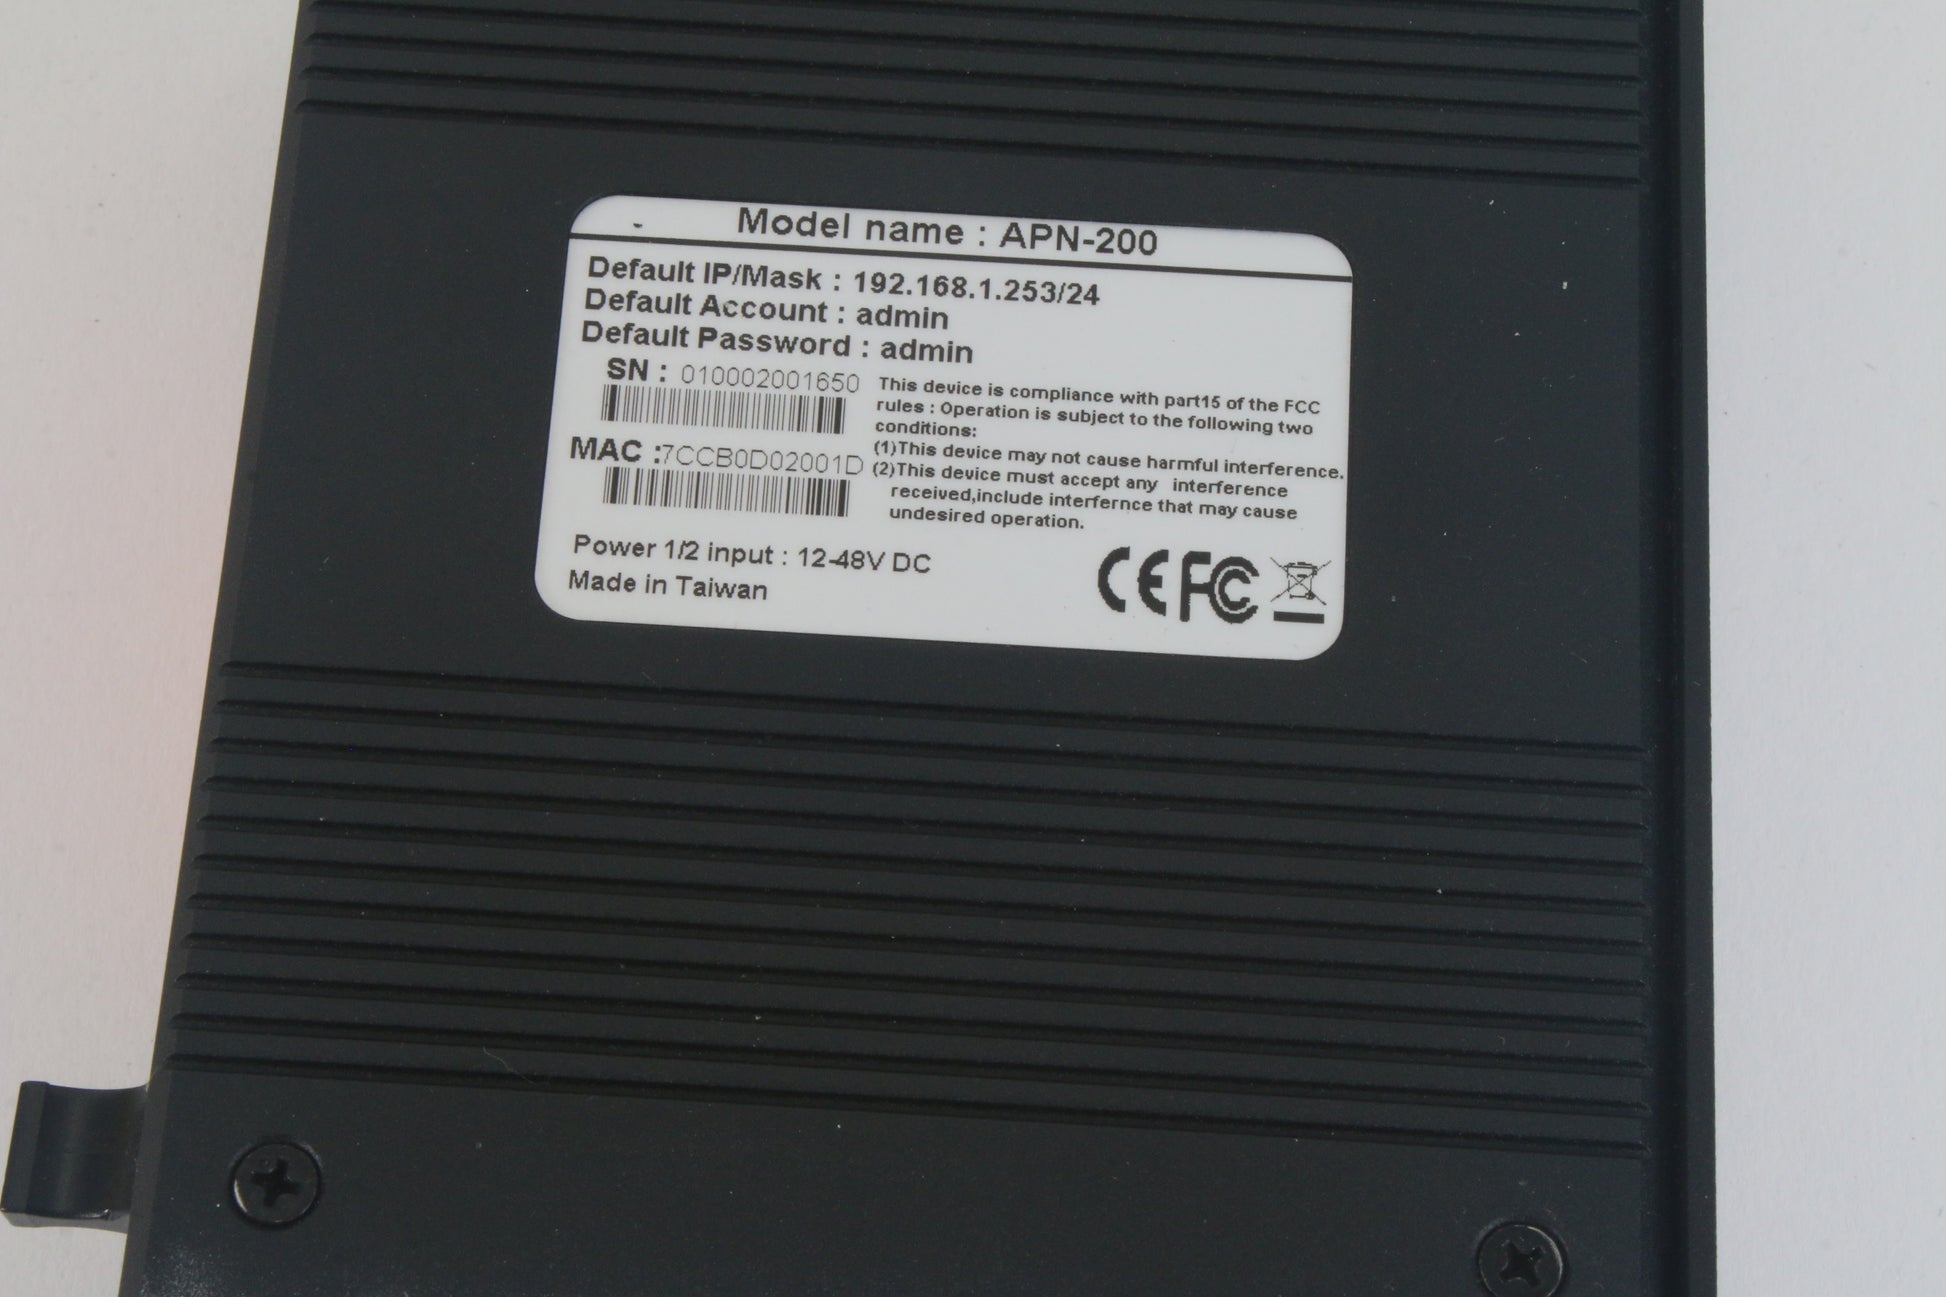 Model name : APN-200
Default IP/Mask : 192.168.1.253/24
Default Account : admin
Default Password : admin
SN : 010002001650
MAC :7CCB0D02001D
This device is compliance with part15 of the FCC
rules : Operation is subject to the following two
conditions:
(1)This device may not cause harmful interference.
(2)This device must accept any interference
received,include interfernce that may cause
undesired operation.
Power 1/2 input : 12-48V DC
Made in Taiwan
CE FC